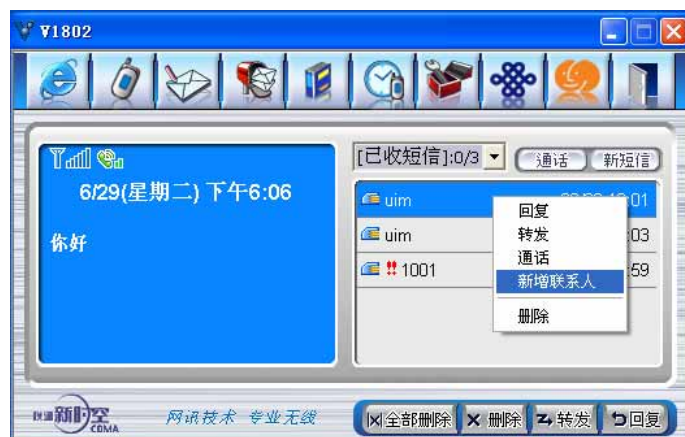 V1802
[已收短信]:0/3
通话
新短信
6/29(星期二) 下午6:06
你好
uim
01
uim
:03
!! 1001
59
回复
转发
通话
新增联系人
删除
新时空
CDMA
网讯技术 专业无线
全部删除
删除
转发
回复